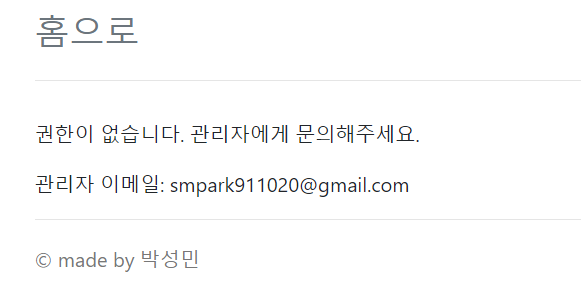 홈으로
권한이 없습니다. 관리자에게 문의해주세요.
관리자 이메일: smpark911020@gmail.com
© made by 박성민